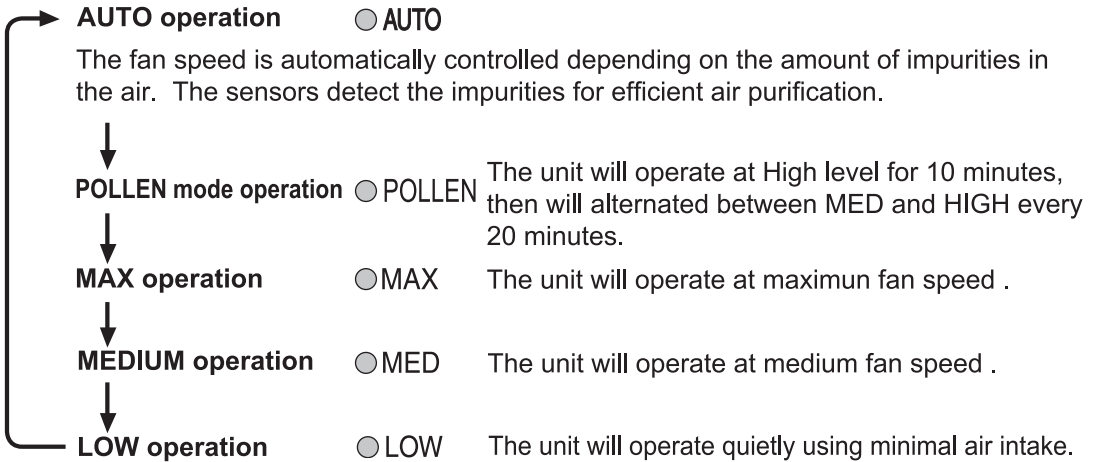 AUTO operation AUTO
The fan speed is automatically controlled depending on the amount of impurities in
the air. The sensors detect the impurities for efficient air purification.
POLLEN mode operation POLLEN The unit will operate at High level for 10 minutes,
then will alternated between MED and HIGH every
20 minutes.
MAX operation MAX The unit will operate at maximun fan speed .
MEDIUM operation MED The unit will operate at medium fan speed .
LOW operation LOW The unit will operate quietly using minimal air intake.